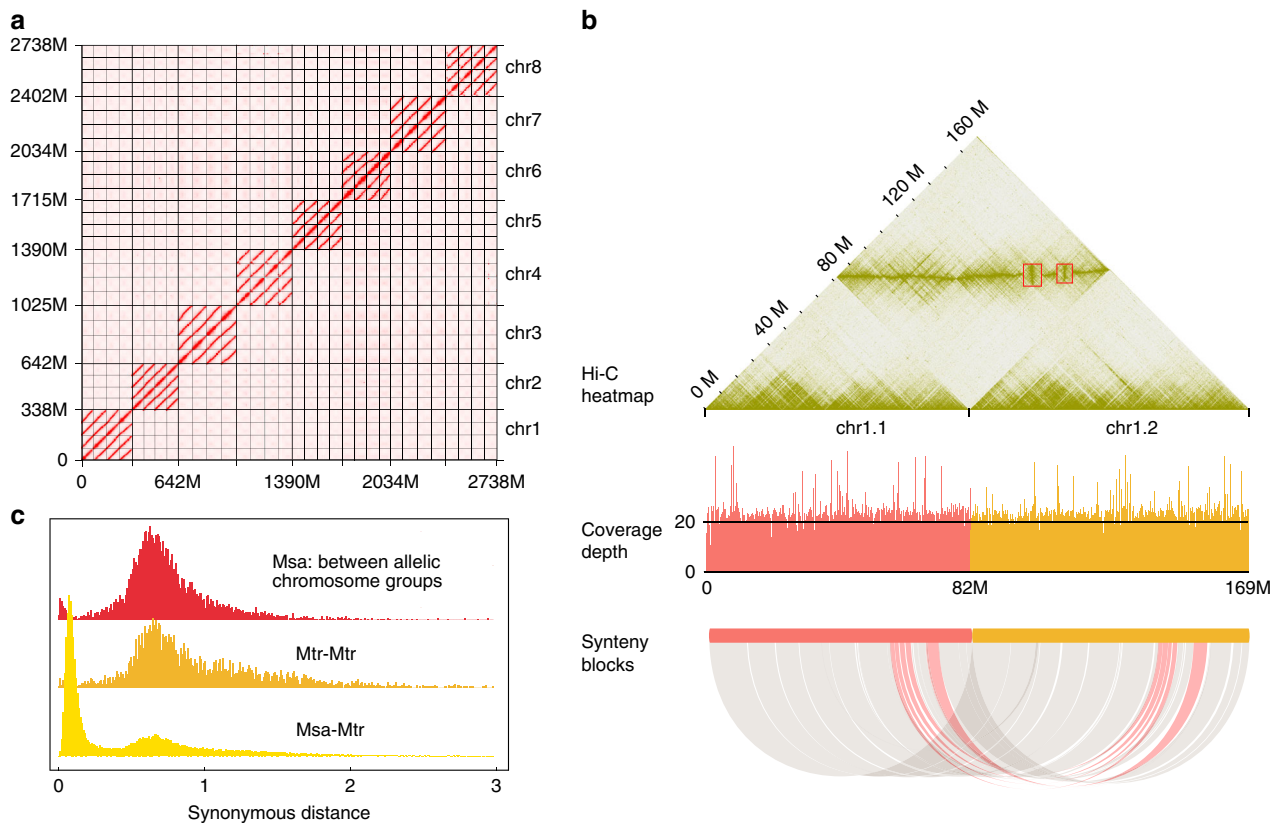 a
2738M
2402M
2034M
1715M
1390M
1025M
642M
338M
0
chr8
chr7
chr6
chr5
chr4
chr3
chr2
chr1
0
642M
1390M
2034M
2738M
b
160 M
120 M
80 M
40 M
0 M
Hi-C
heatmap
chr1.1
chr1.2
Coverage
depth
20
0
0
82M
169M
Synteny
blocks
c
Msa: between allelic
chromosome groups
Mtr-Mtr
Msa-Mtr
0
1
2
3
Synonymous distance